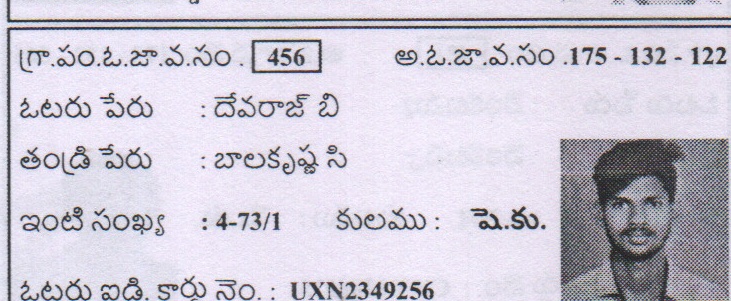 గ్రా.పం.ఓ.జా.వ.సం . 456 అ.ఓ.జా.వ.సం .175 - 132 - 122
ఓటరు పేరు : దేవరాజ్ బి
తండ్రి పేరు : బాలకృష్ణ సి
ఇంటి సంఖ్య : 4-73/1 కులము : షె.కు.
ఓటరు ఐడి. కార్డు నెం. : UXN2349256